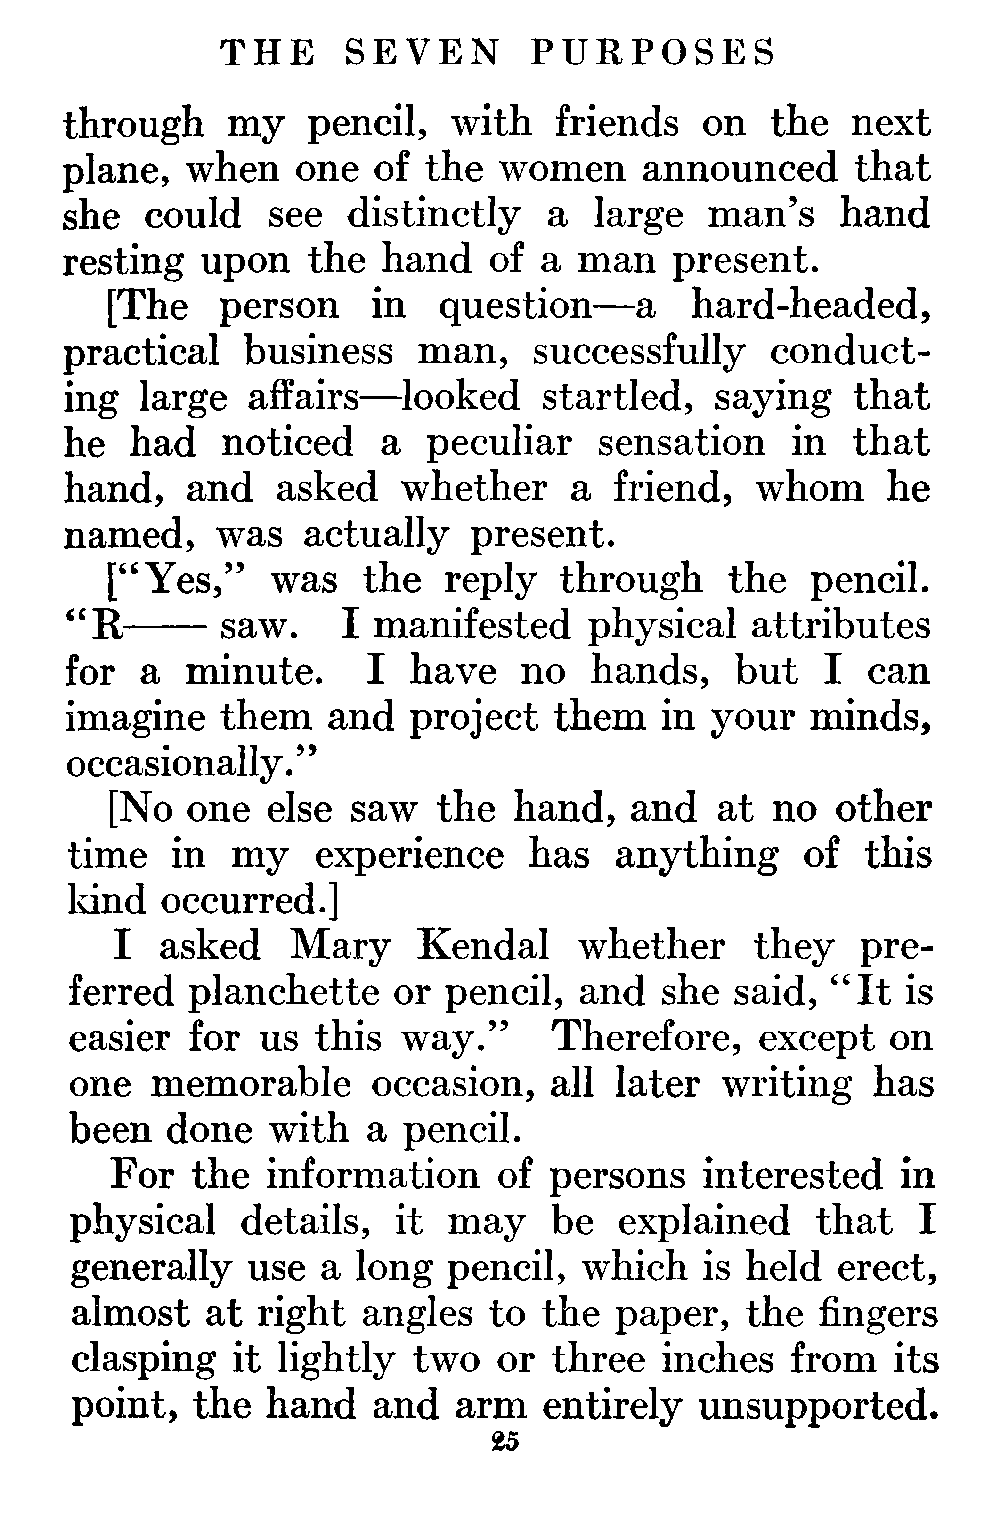 THE SEVEN PURPOSES
through my pencil, with friends on the next
plane, when one of the women announced that
she could see distinctly a large man's hand
resting upon the hand of a man present.
[The person in question—a hard-headed,
practical business man, successfully conduct-
ing large affairs—looked startled, saying that
he had noticed a peculiar sensation in that
hand, and asked whether a friend, whom he
named, was actually present.
["Yes," was the reply through the pencil.
"R—— saw. I manifested physical attributes
for a minute. I have no hands, but I can
imagine them and project them in your minds,
occasionally."
[No one else saw the hand, and at no other
time in my experience has anything of this
kind occurred.]
I asked Mary Kendal whether they pre-
ferred planchette or pencil, and she said, "It is
easier for us this way." Therefore, except on
one memorable occasion, all later writing has
been done with a pencil.
For the information of persons interested in
physical details, it may be explained that I
generally use a long pencil, which is held erect,
almost at right angles to the paper, the fingers
clasping it lightly two or three inches from its
point, the hand and arm entirely unsupported.
25